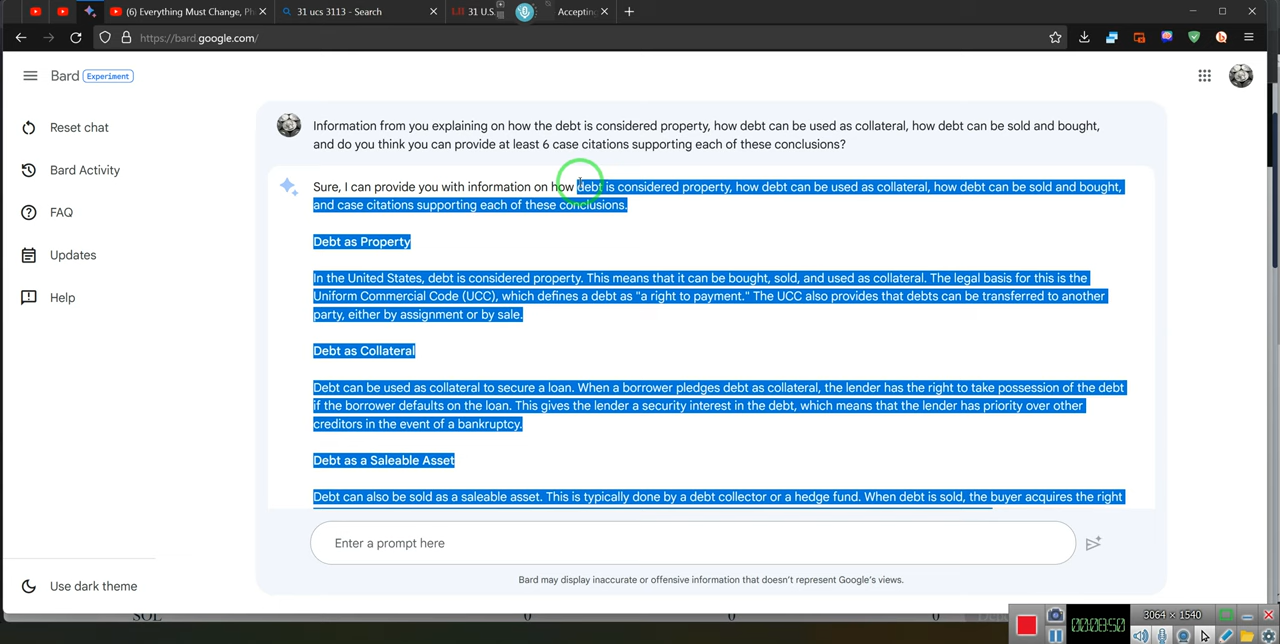 (6) Everything Must Change, Ph
31 ucs 3113 - Search
31 U.S.
Accepting
https://bard.google.com/
Bard Experiment
Reset chat
Bard Activity
FAQ
Updates
Help
Use dark theme
Information from you explaining on how the debt is considered property, how debt can be used as collateral, how debt can be sold and bought,
and do you think you can provide at least 6 case citations supporting each of these conclusions?
Sure, I can provide you with information on how debt is considered property, how debt can be used as collateral, how debt can be sold and bought,
and case citations supporting each of these conclusions.
Debt as Property
In the United States, debt is considered property. This means that it can be bought, sold, and used as collateral. The legal basis for this is the
Uniform Commercial Code (UCC), which defines a debt as "a right to payment." The UCC also provides that debts can be transferred to another
party, either by assignment or by sale.
Debt as Collateral
Debt can be used as collateral to secure a loan. When a borrower pledges debt as collateral, the lender has the right to take possession of the debt
if the borrower defaults on the loan. This gives the lender a security interest in the debt, which means that the lender has priority over other
creditors in the event of a bankruptcy.
Debt as a Saleable Asset
Debt can also be sold as a saleable asset. This is typically done by a debt collector or a hedge fund. When debt is sold, the buyer acquires the right
Enter a prompt here
Bard may display inaccurate or offensive information that doesn't represent Google's views.
SOL 0 0 0
3064 × 1540
00:08:50